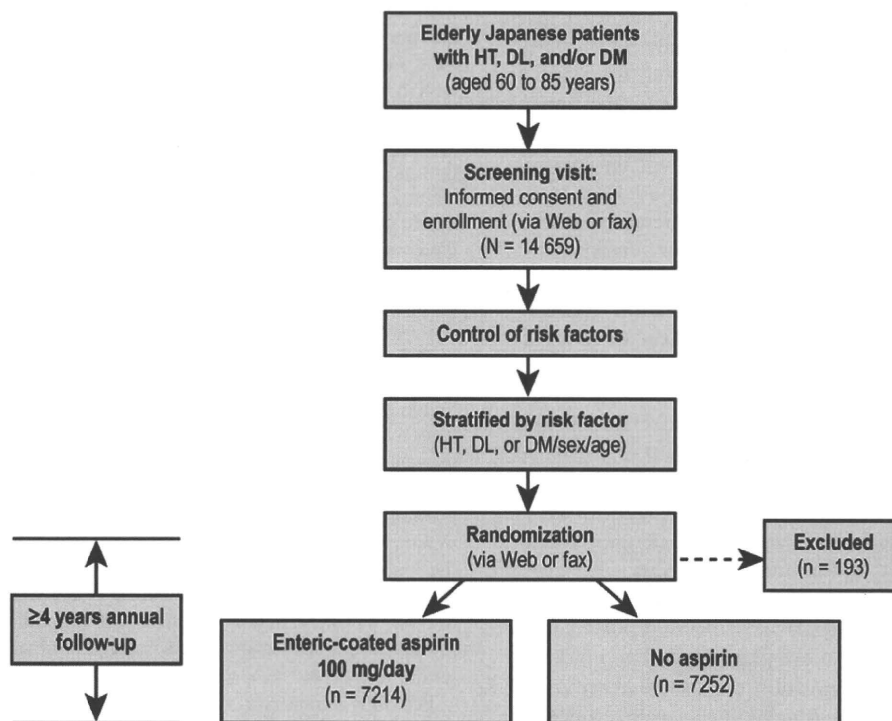 Elderly Japanese patients
with HT, DL, and/or DM
(aged 60 to 85 years)
Screening visit:
Informed consent and
enrollment (via Web or fax)
(N = 14 659)
Control of risk factors
Stratified by risk factor
(HT, DL, or DM/sex/age)
Randomization
(via Web or fax)
Excluded
(n = 193)
≥4 years annual
follow-up
Enteric-coated aspirin
100 mg/day
(n = 7214)
No aspirin
(n = 7252)